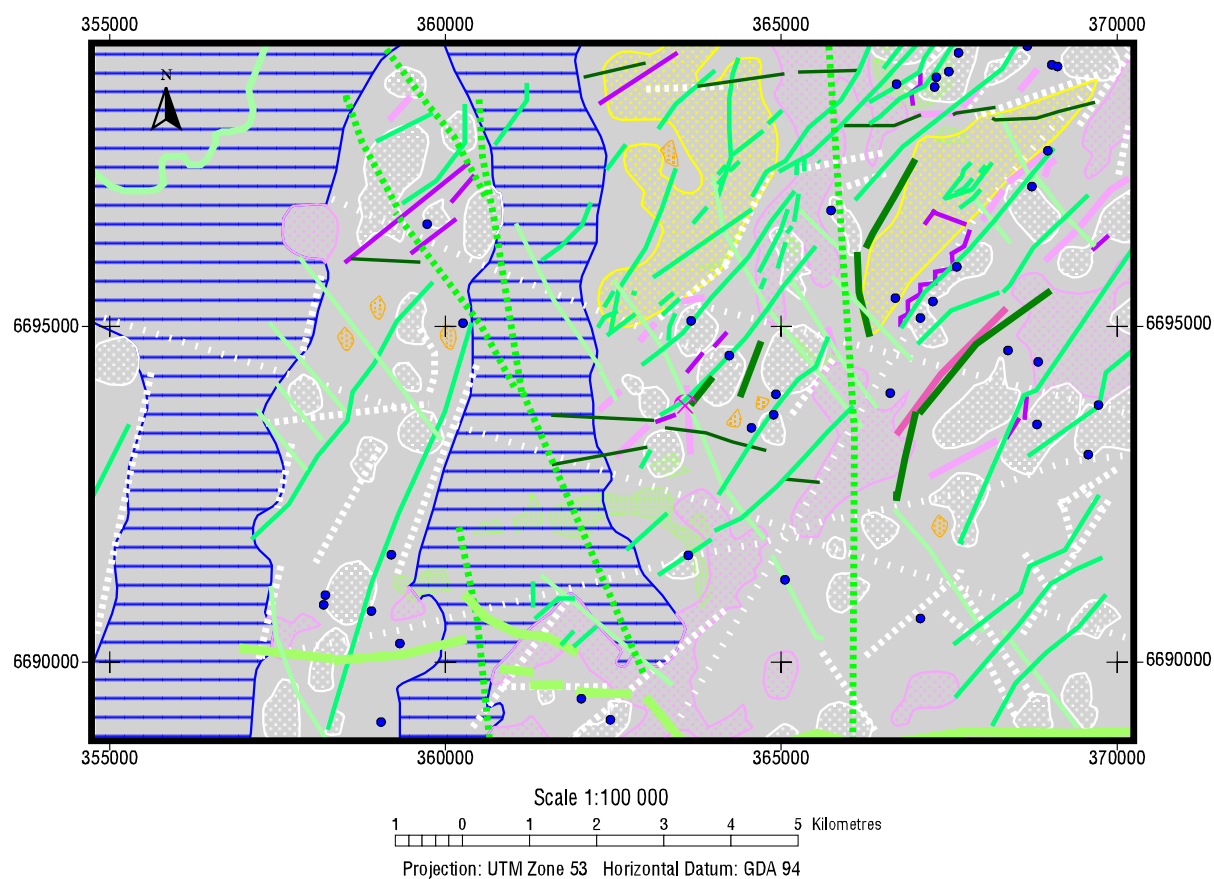 355000 360000 365000 370000
N
6695000 6695000
6690000 6690000
355000 360000 365000 370000
Scale 1:100 000
1 0 1 2 3 4 5 Kilometres
Projection: UTM Zone 53 Horizontal Datum: GDA 94